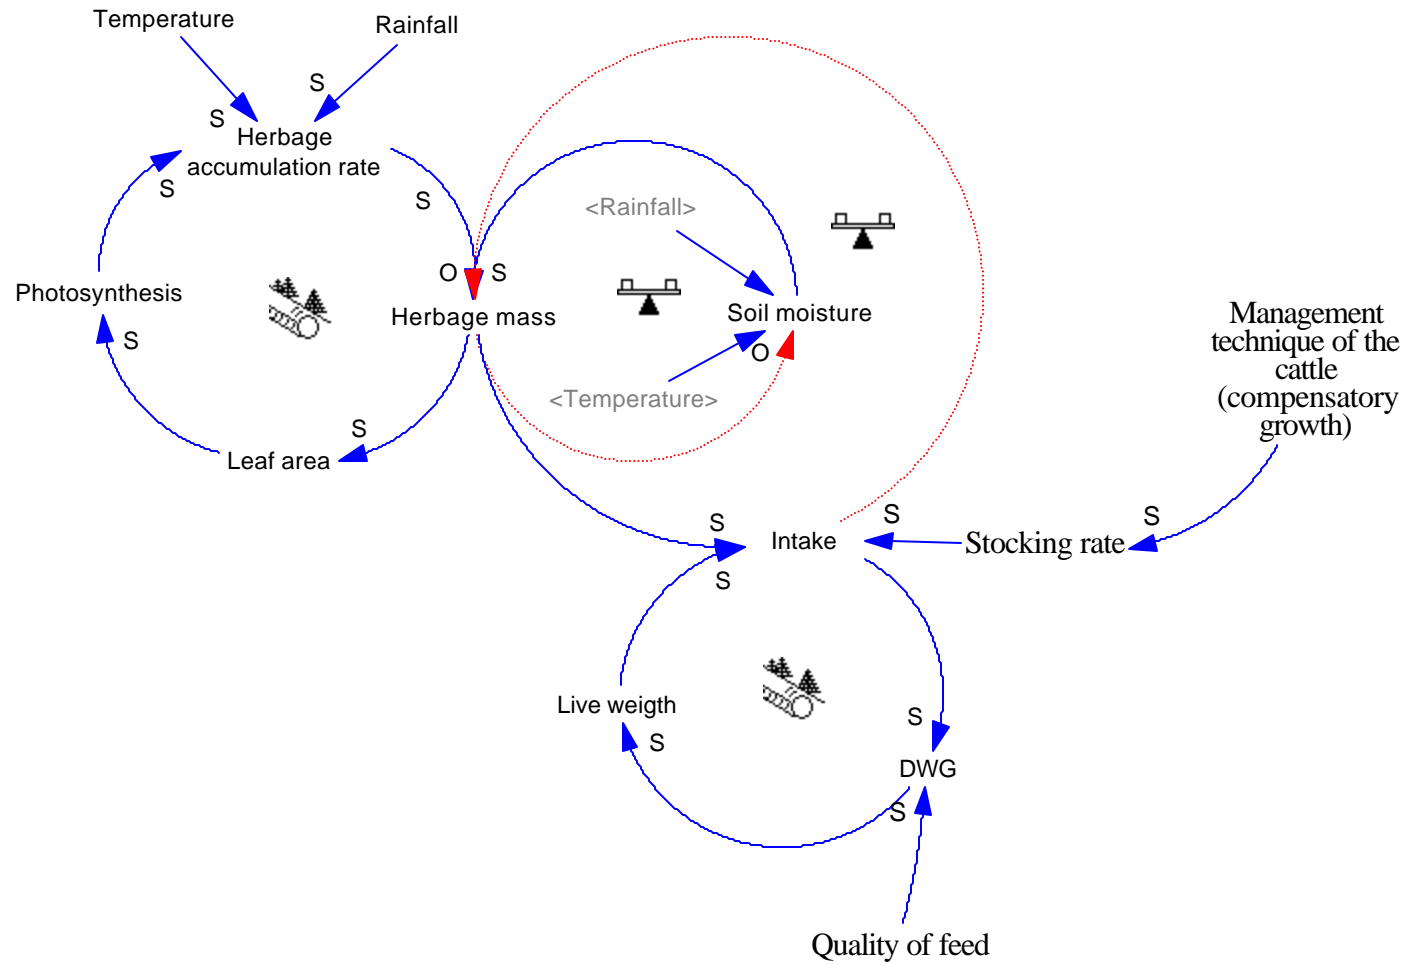 Temperature
Rainfall
S
S
Herbage
accumulation rate
S
S
<Rainfall>
O
S
Photosynthesis
Herbage mass
Soil moisture
S
O
<Temperature>
Management
technique of the
cattle
(compensatory
growth)
S
Leaf area
S
S
S
Intake
Stocking rate
S
Live weigth
S
S
DWG
S
Quality of feed